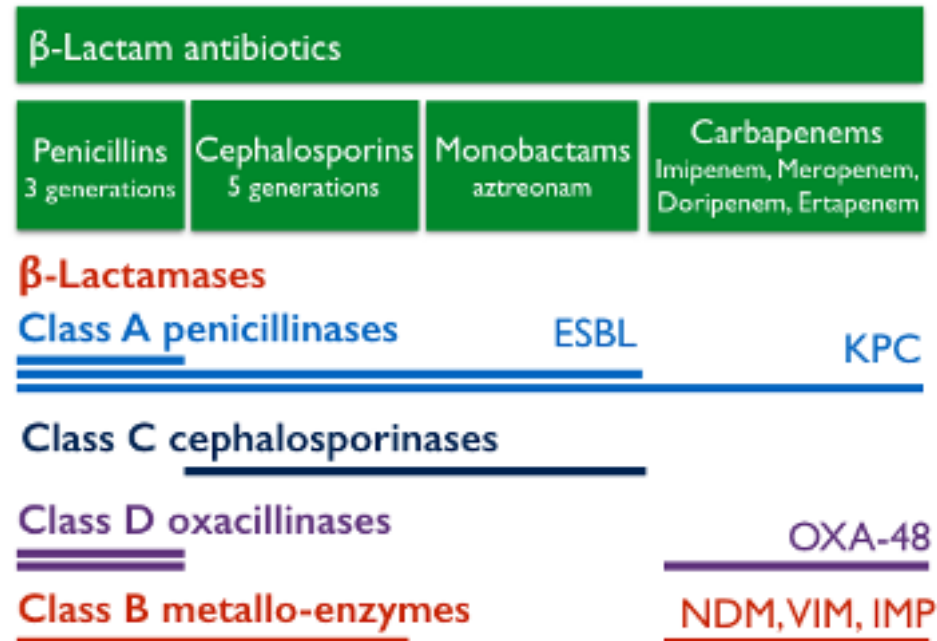 β-Lactam antibiotics
Penicillins
3 generations
Cephalosporins
5 generations
Monobactams
aztreonam
Carbapenems
Imipenem, Meropenem,
Doripenem, Ertapenem
β-Lactamases
Class A penicillinases
ESBL
KPC
Class C cephalosporinases
Class D oxacillinases
OXA-48
Class B metallo-enzymes
NDM, VIM, IMP